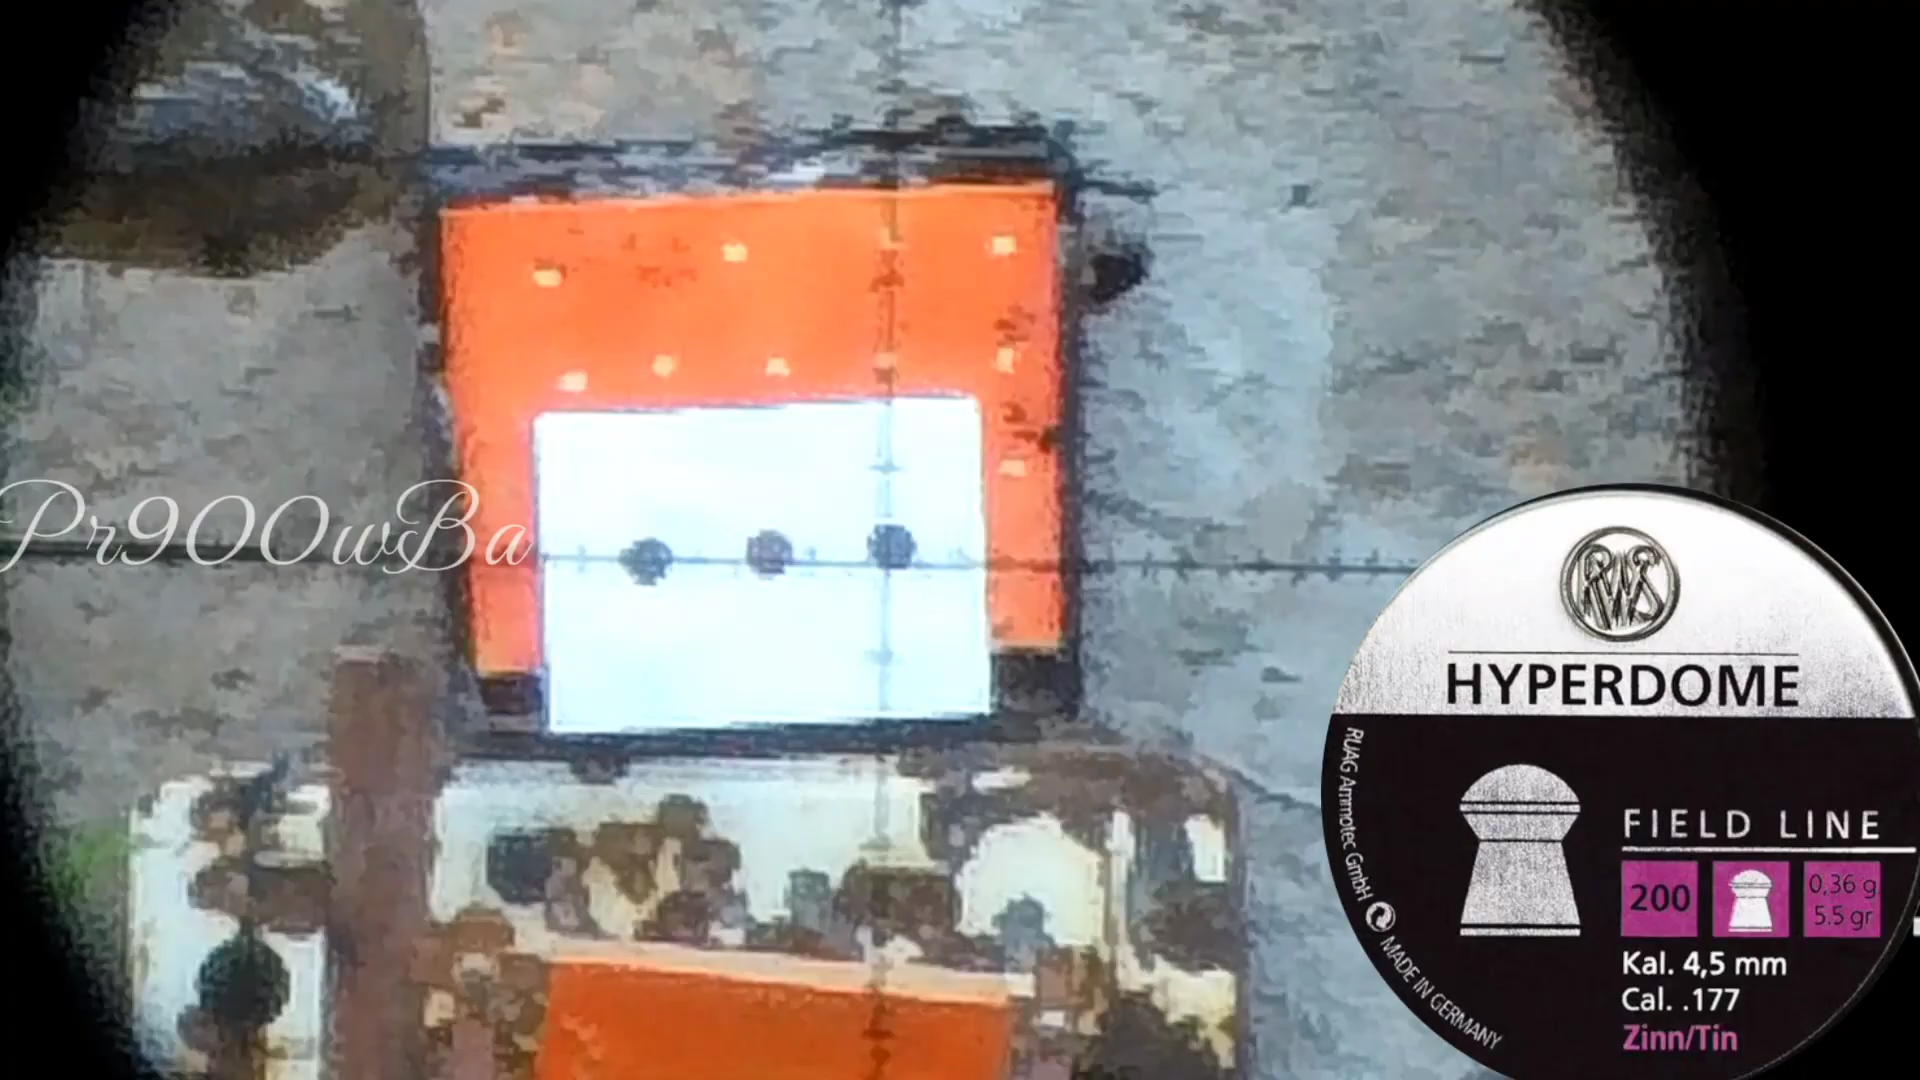 Pr900wBa
RWS
HYPERDOME
RUAG Ammotec GmbH MADE IN GERMANY
FIELD LINE
200
0,36 g
5.5 gr
Kal. 4,5 mm
Cal. .177
Zinn/Tin